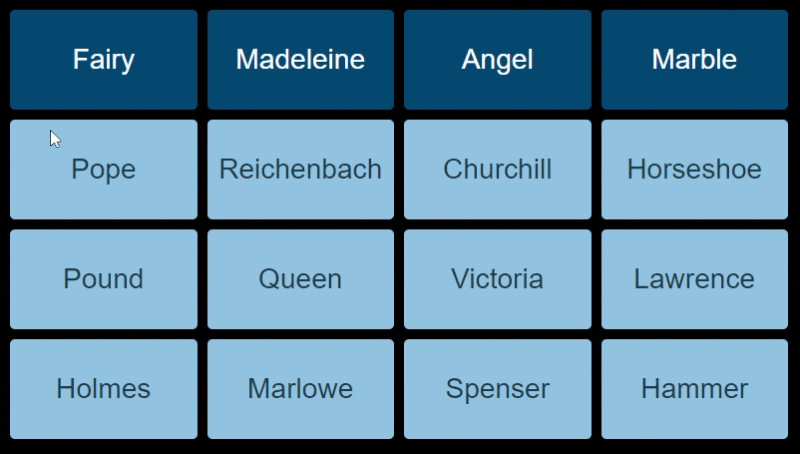 Fairy Madeleine Angel Marble
Pope Reichenbach Churchill Horseshoe
Pound Queen Victoria Lawrence
Holmes Marlowe Spenser Hammer